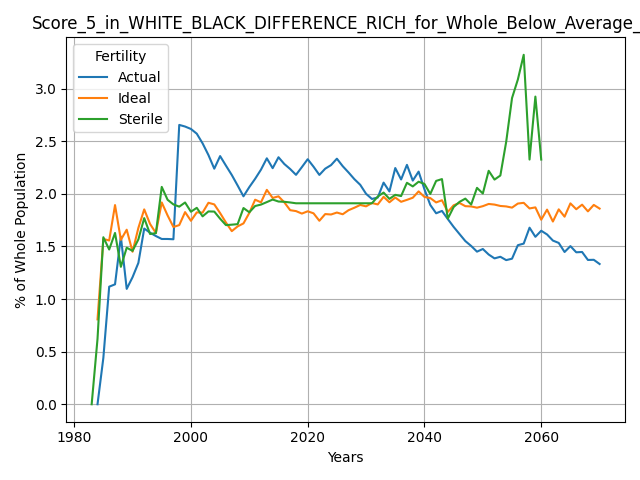 Score_5_in_WHITE_BLACK_DIFFERENCE_RICH_for_Whole_Below_Average_
Fertility
Actual
Ideal
Sterile
3.0
2.5
2.0
1.5
1.0
0.5
0.0
% of Whole Population
1980
2000
2020
2040
2060
Years